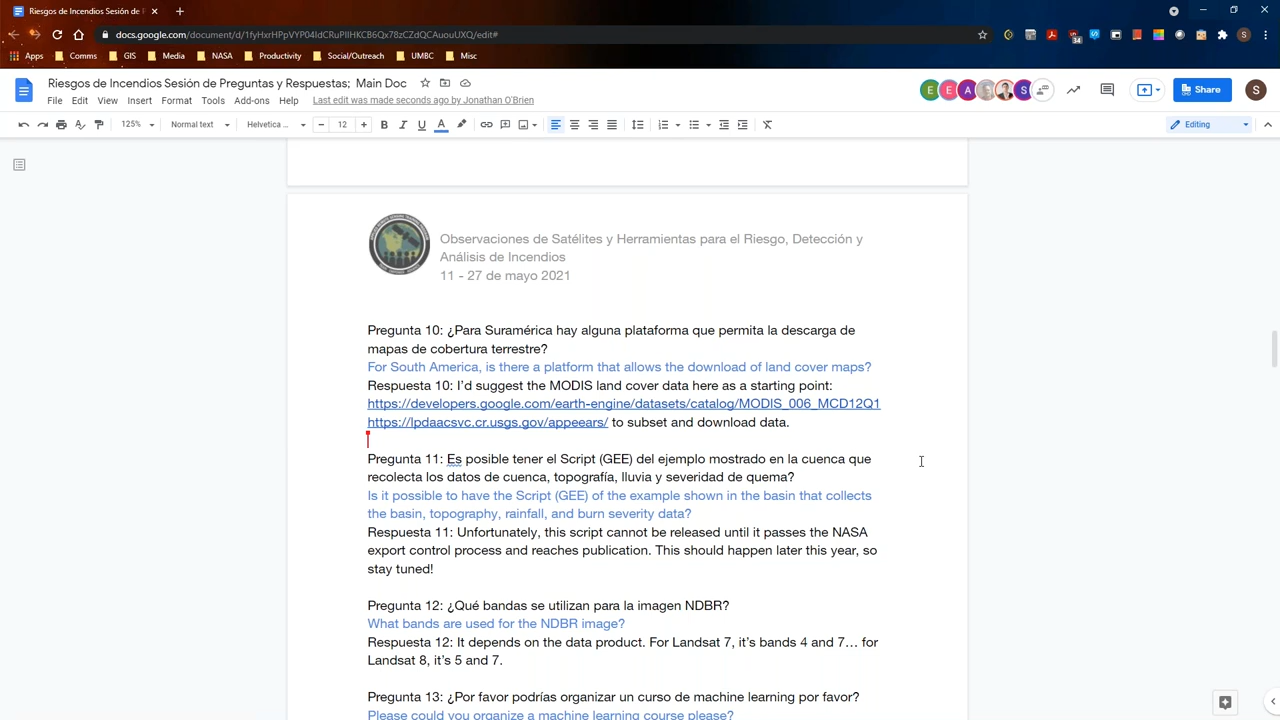 Riesgos de Incendios Sesión de
docs.google.com/document/d/1fyHxrHPpVYP04IdCRuPIIHKCB6Qx78zCZdQCAuouUXQ/edit#
Apps Comms GIS Media NASA Productivity Social/Outreach UMBC Misc
Riesgos de Incendios Sesión de Preguntas y Respuestas; Main Doc
File Edit View Insert Format Tools Add-ons Help Last edit was made seconds ago by Jonathan O'Brien
E E A S Share S
125% Normal text Helvetica ... 12 B I U A Editing
Observaciones de Satélites y Herramientas para el Riesgo, Detección y
Análisis de Incendios
11 - 27 de mayo 2021
Pregunta 10: ¿Para Suramérica hay alguna plataforma que permita la descarga de
mapas de cobertura terrestre?
For South America, is there a platform that allows the download of land cover maps?
Respuesta 10: I'd suggest the MODIS land cover data here as a starting point:
https://developers.google.com/earth-engine/datasets/catalog/MODIS_006_MCD12Q1
https://lpdaacsvc.cr.usgs.gov/appeears/ to subset and download data.
Pregunta 11: Es posible tener el Script (GEE) del ejemplo mostrado en la cuenca que
recolecta los datos de cuenca, topografía, lluvia y severidad de quema?
Is it possible to have the Script (GEE) of the example shown in the basin that collects
the basin, topography, rainfall, and burn severity data?
Respuesta 11: Unfortunately, this script cannot be released until it passes the NASA
export control process and reaches publication. This should happen later this year, so
stay tuned!
Pregunta 12: ¿Qué bandas se utilizan para la imagen NDBR?
What bands are used for the NDBR image?
Respuesta 12: It depends on the data product. For Landsat 7, it's bands 4 and 7… for
Landsat 8, it's 5 and 7.
Pregunta 13: ¿Por favor podrías organizar un curso de machine learning por favor?
Please could you organize a machine learning course please?